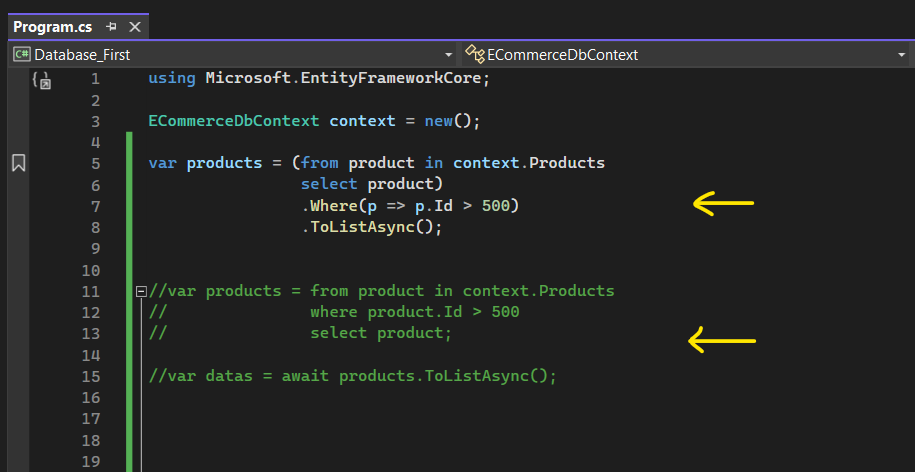 Program.cs
C# Database_First
ECommerceDbContext
1 using Microsoft.EntityFrameworkCore;
2
3 ECommerceDbContext context = new();
4
5 var products = (from product in context.Products
6 select product)
7 .Where(p => p.Id > 500)
8 .ToListAsync();
9
10
11 //var products = from product in context.Products
12 // where product.Id > 500
13 // select product;
14
15 //var datas = await products.ToListAsync();
16
17
18
19